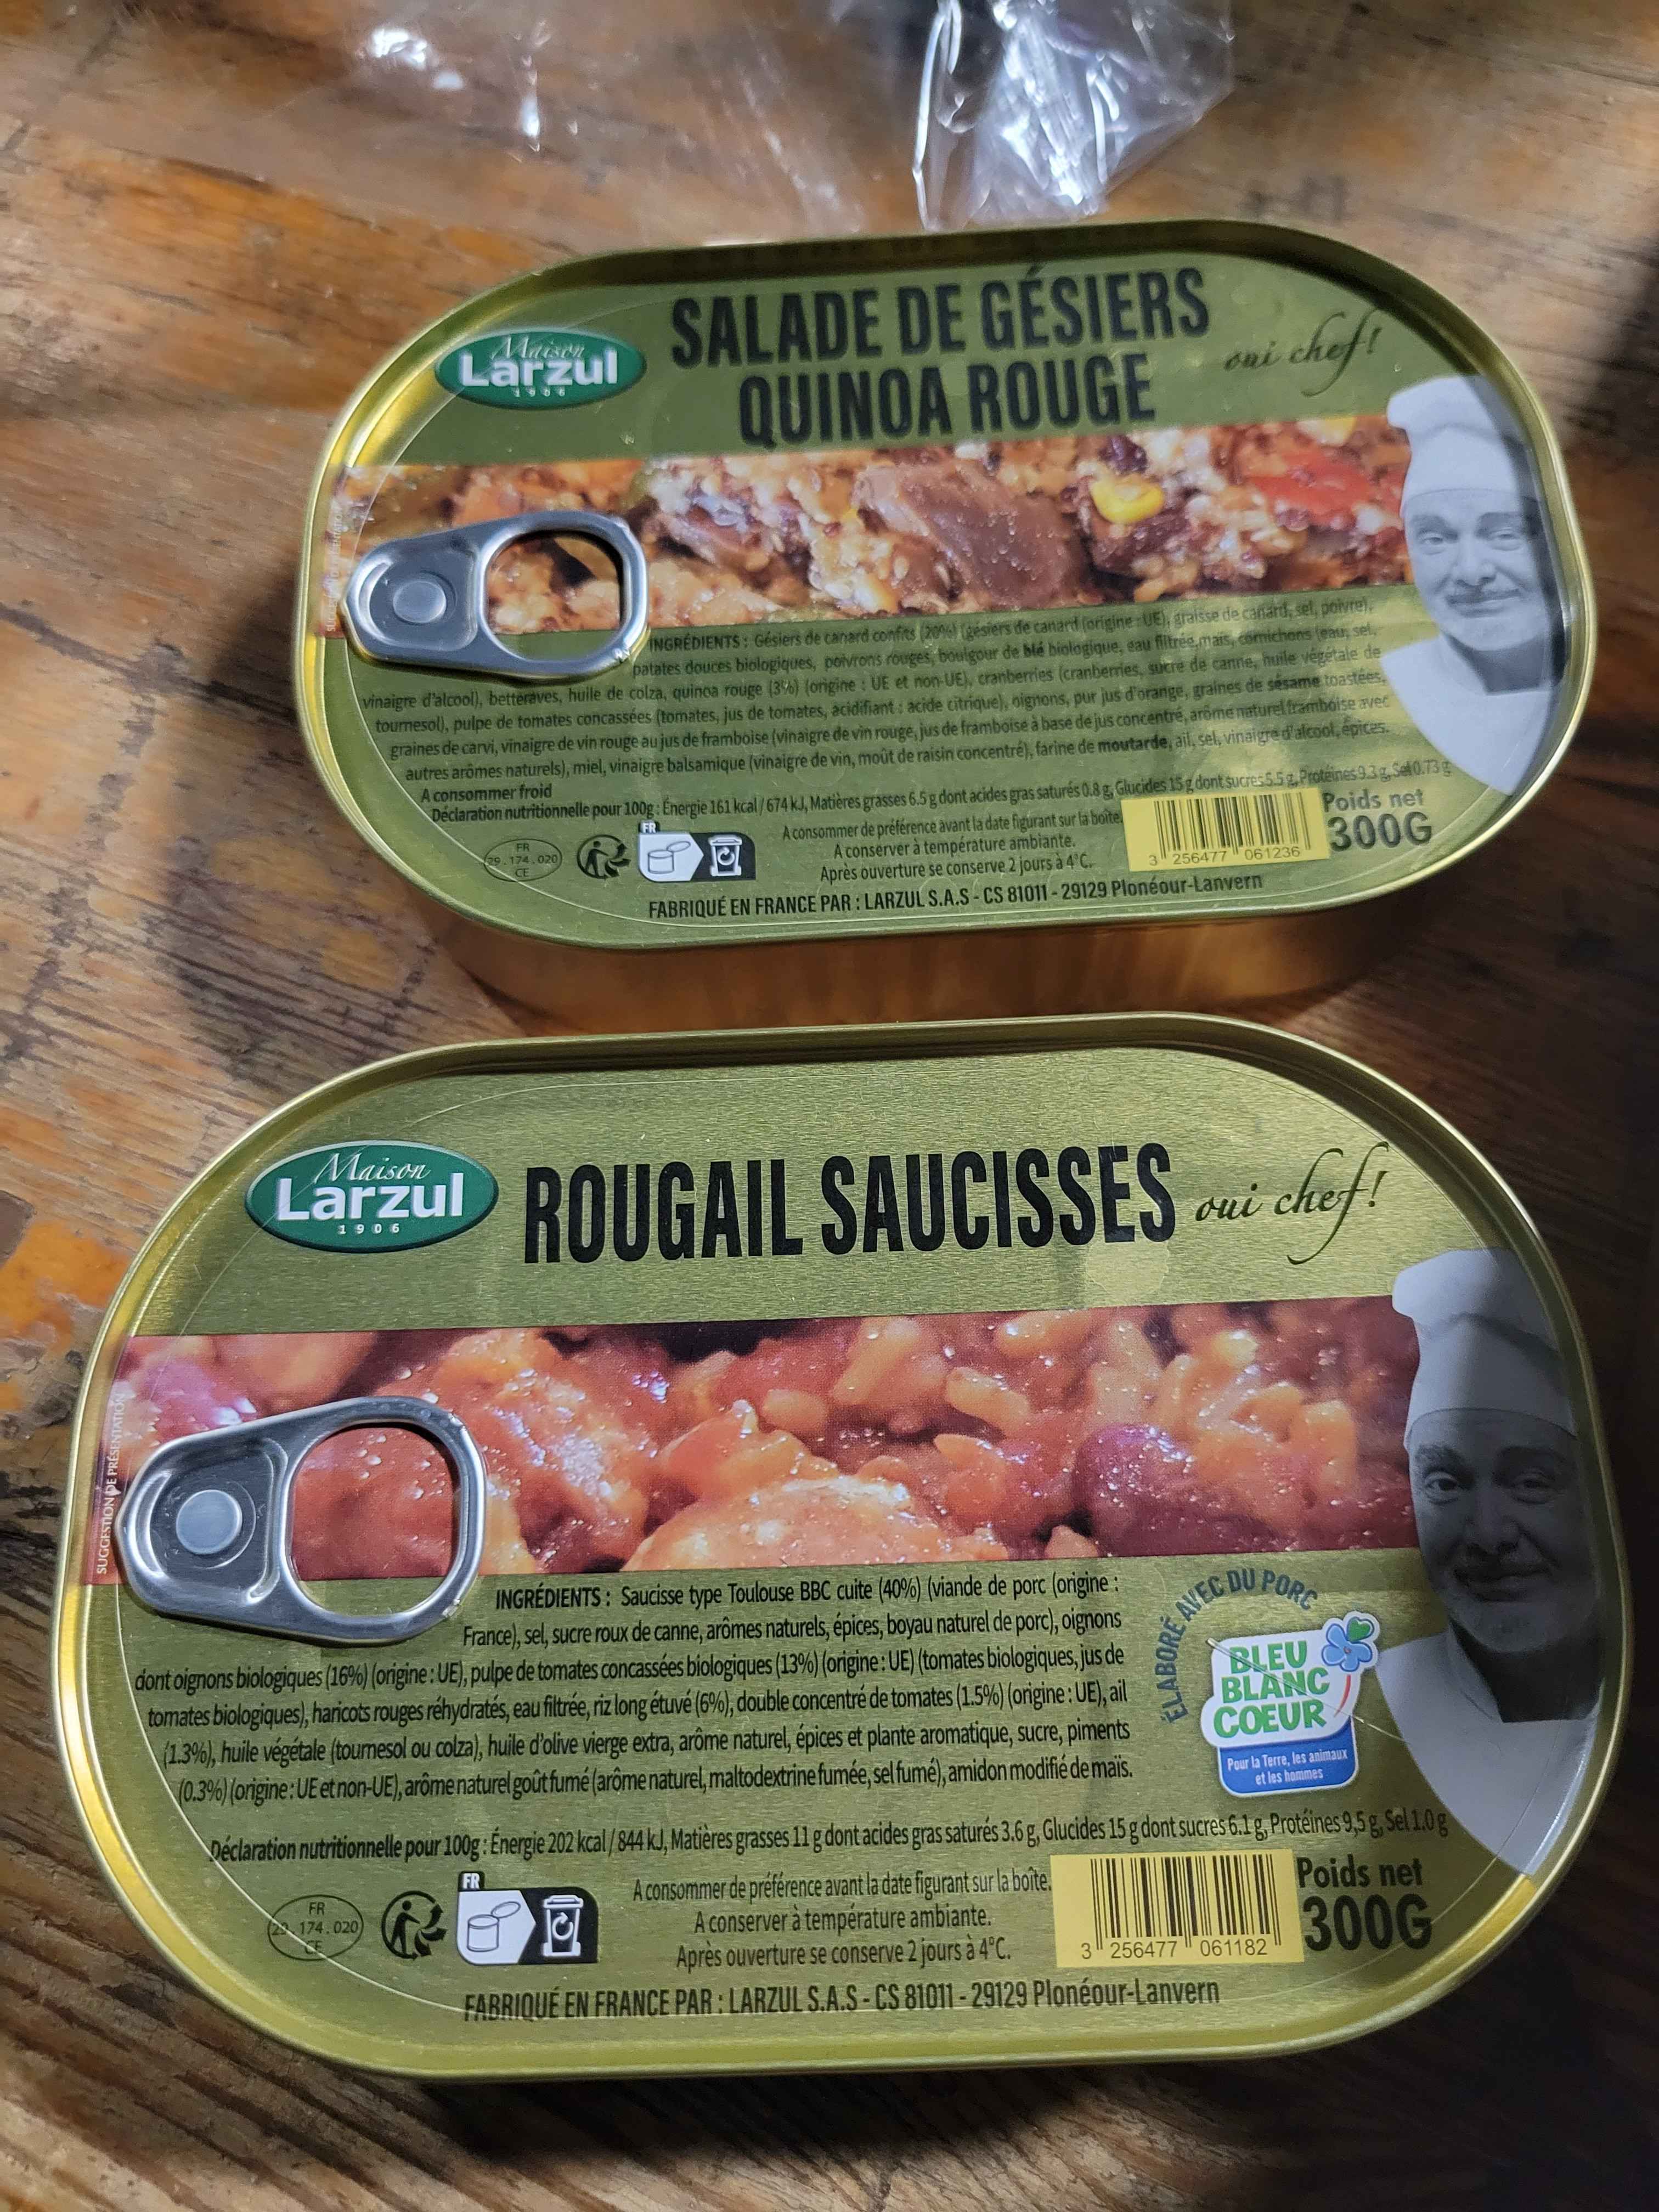 Maison
Larzul
1906
SALADE DE GÉSIERS
QUINOA ROUGE
oui chef!
INGRÉDIENTS : Gésiers de canard confits (20%) (gésiers de canard (origine : UE), graisse de canard, sel, poivre),
patates douces biologiques, poivrons rouges, boulgour de blé biologique, eau filtrée, maïs, cornichons (eau, sel,
vinaigre d'alcool), betteraves, huile de colza, quinoa rouge (3%) (origine : UE et non-UE), cranberries (cranberries, sucre de canne, huile végétale de
tournesol), pulpe de tomates concassées (tomates, jus de tomates, acidifiant : acide citrique), oignons, pur jus d'orange, graines de sésame toastées,
graines de carvi, vinaigre de vin rouge au jus de framboise (vinaigre de vin rouge, jus de framboise à base de jus concentré, arôme naturel framboise avec
autres arômes naturels), miel, vinaigre balsamique (vinaigre de vin, moût de raisin concentré), farine de moutarde, ail, sel, vinaigre d'alcool, épices.
A consommer froid
Déclaration nutritionnelle pour 100g : Énergie 161 kcal / 674 kJ, Matières grasses 6.5 g dont acides gras saturés 0.8 g, Glucides 15 g dont sucres 5.5 g, Protéines 9.3 g, Sel 0.73 g
FR
29.174.020
CE
FR
A consommer de préférence avant la date figurant sur la boîte.
A conserver à température ambiante.
Après ouverture se conserve 2 jours à 4°C.
3 256477 061236
Poids net
300G
FABRIQUÉ EN FRANCE PAR : LARZUL S.A.S - CS 81011 - 29129 Plonéour-Lanvern
Maison
Larzul
1906
ROUGAIL SAUCISSES
oui chef!
SUGGESTION DE PRÉSENTATION
INGRÉDIENTS : Saucisse type Toulouse BBC cuite (40%) (viande de porc (origine :
France), sel, sucre roux de canne, arômes naturels, épices, boyau naturel de porc), oignons
dont oignons biologiques (16%) (origine : UE), pulpe de tomates concassées biologiques (13%) (origine : UE) (tomates biologiques, jus de
tomates biologiques), haricots rouges réhydratés, eau filtrée, riz long étuvé (6%), double concentré de tomates (1.5%) (origine : UE), ail
(1.3%), huile végétale (tournesol ou colza), huile d'olive vierge extra, arôme naturel, épices et plante aromatique, sucre, piments
(0.3%) (origine : UE et non-UE), arôme naturel goût fumé (arôme naturel, maltodextrine fumée, sel fumé), amidon modifié de maïs.
ÉLABORÉ AVEC DU PORC
BLEU
BLANC
COEUR
Pour la Terre, les animaux
et les hommes
Déclaration nutritionnelle pour 100g : Énergie 202 kcal / 844 kJ, Matières grasses 11 g dont acides gras saturés 3.6 g, Glucides 15 g dont sucres 6.1 g, Protéines 9,5 g, Sel 1.0 g
FR
29.174.020
CE
FR
A consommer de préférence avant la date figurant sur la boîte.
A conserver à température ambiante.
Après ouverture se conserve 2 jours à 4°C.
3 256477 061182
Poids net
300G
FABRIQUÉ EN FRANCE PAR : LARZUL S.A.S - CS 81011 - 29129 Plonéour-Lanvern